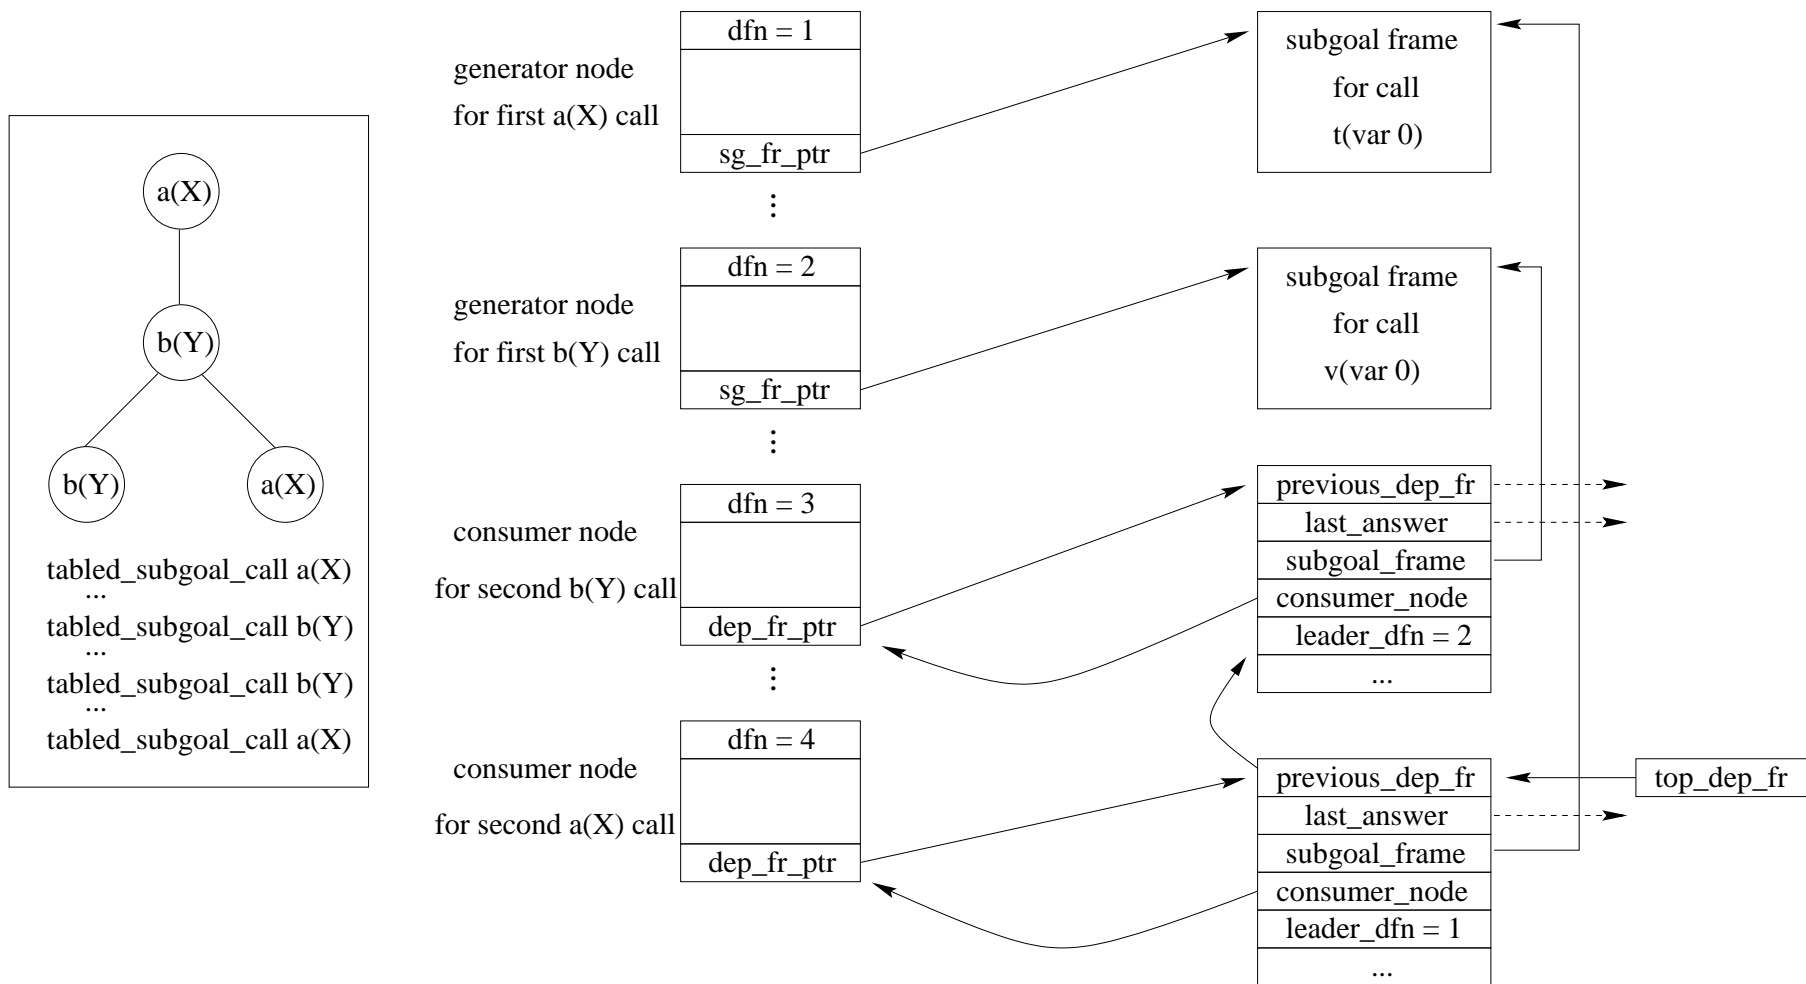 a(X)
b(Y)
b(Y)
a(X)
tabled_subgoal_call a(X)
...
tabled_subgoal_call b(Y)
...
tabled_subgoal_call b(Y)
...
tabled_subgoal_call a(X)
generator node
for first a(X) call
dfn = 1
sg_fr_ptr
...
subgoal frame
for call
t(var 0)
generator node
for first b(Y) call
dfn = 2
sg_fr_ptr
...
subgoal frame
for call
v(var 0)
consumer node
for second b(Y) call
dfn = 3
dep_fr_ptr
...
previous_dep_fr
last_answer
subgoal_frame
consumer_node
leader_dfn = 2
...
consumer node
for second a(X) call
dfn = 4
dep_fr_ptr
previous_dep_fr
last_answer
subgoal_frame
consumer_node
leader_dfn = 1
...
top_dep_fr